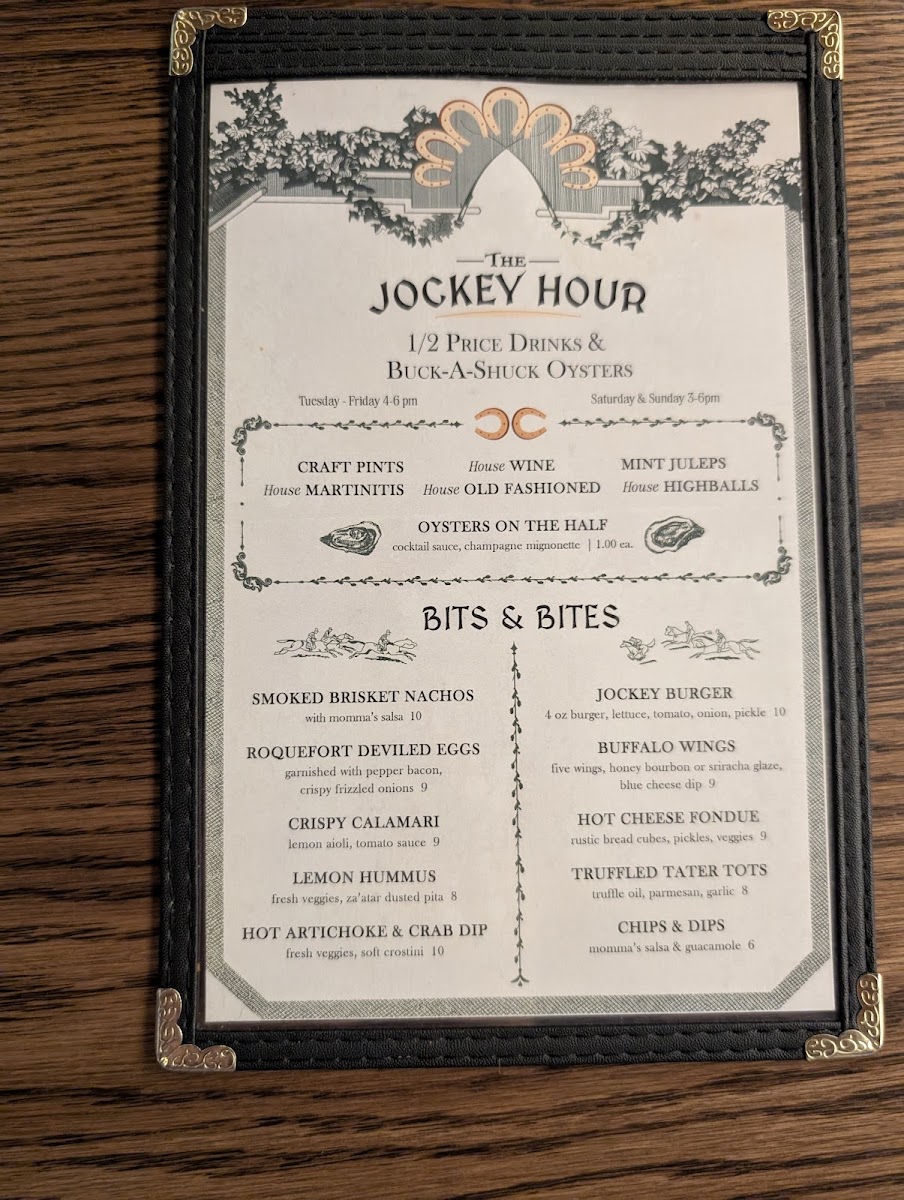 THE
JOCKEY HOUR
1/2 PRICE DRINKS &
BUCK-A-SHUCK OYSTERS
Tuesday - Friday 4-6 pm
Saturday & Sunday 3-6pm
CRAFT PINTS
House WINE
MINT JULEPS
House MARTINITIS
House OLD FASHIONED
House HIGHBALLS
OYSTERS ON THE HALF
cocktail sauce, champagne mignonette | 1.00 ea.
BITS & BITES
SMOKED BRISKET NACHOS
with momma's salsa 10
ROQUEFORT DEVILED EGGS
garnished with pepper bacon,
crispy frizzled onions 9
CRISPY CALAMARI
lemon aioli, tomato sauce 9
LEMON HUMMUS
fresh veggies, za'atar dusted pita 8
HOT ARTICHOKE & CRAB DIP
fresh veggies, soft crostini 10
JOCKEY BURGER
4 oz burger, lettuce, tomato, onion, pickle 10
BUFFALO WINGS
five wings, honey bourbon or sriracha glaze,
blue cheese dip 9
HOT CHEESE FONDUE
rustic bread cubes, pickles, veggies 9
TRUFFLED TATER TOTS
truffle oil, parmesan, garlic 8
CHIPS & DIPS
momma's salsa & guacamole 6